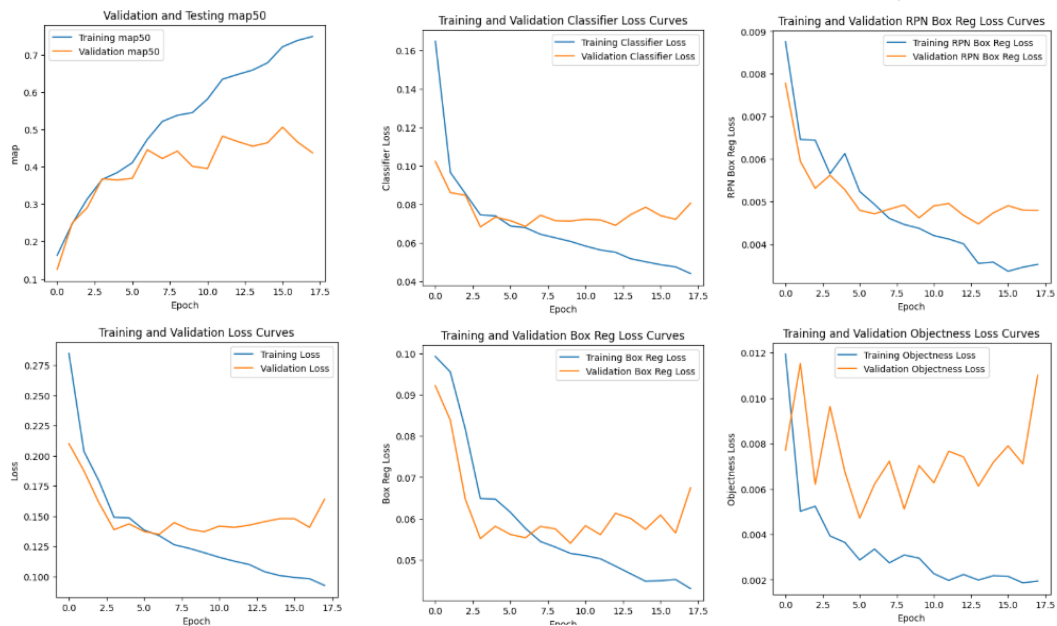 Validation and Testing map50
Training map50
Validation map50
0.7
0.6
0.5
0.4
0.3
0.2
0.1
map
0.0 2.5 5.0 7.5 10.0 12.5 15.0 17.5
Epoch
Training and Validation Classifier Loss Curves
Training Classifier Loss
Validation Classifier Loss
0.16
0.14
0.12
0.10
0.08
0.06
0.04
Classifier Loss
0.0 2.5 5.0 7.5 10.0 12.5 15.0 17.5
Epoch
Training and Validation RPN Box Reg Loss Curves
Training RPN Box Reg Loss
Validation RPN Box Reg Loss
0.009
0.008
0.007
0.006
0.005
0.004
RPN Box Reg Loss
0.0 2.5 5.0 7.5 10.0 12.5 15.0 17.5
Epoch
Training and Validation Loss Curves
Training Loss
Validation Loss
0.275
0.250
0.225
0.200
0.175
0.150
0.125
0.100
Loss
0.0 2.5 5.0 7.5 10.0 12.5 15.0 17.5
Epoch
Training and Validation Box Reg Loss Curves
Training Box Reg Loss
Validation Box Reg Loss
0.10
0.09
0.08
0.07
0.06
0.05
Box Reg Loss
0.0 2.5 5.0 7.5 10.0 12.5 15.0 17.5
Epoch
Training and Validation Objectness Loss Curves
Training Objectness Loss
Validation Objectness Loss
0.012
0.010
0.008
0.006
0.004
0.002
Objectness Loss
0.0 2.5 5.0 7.5 10.0 12.5 15.0 17.5
Epoch